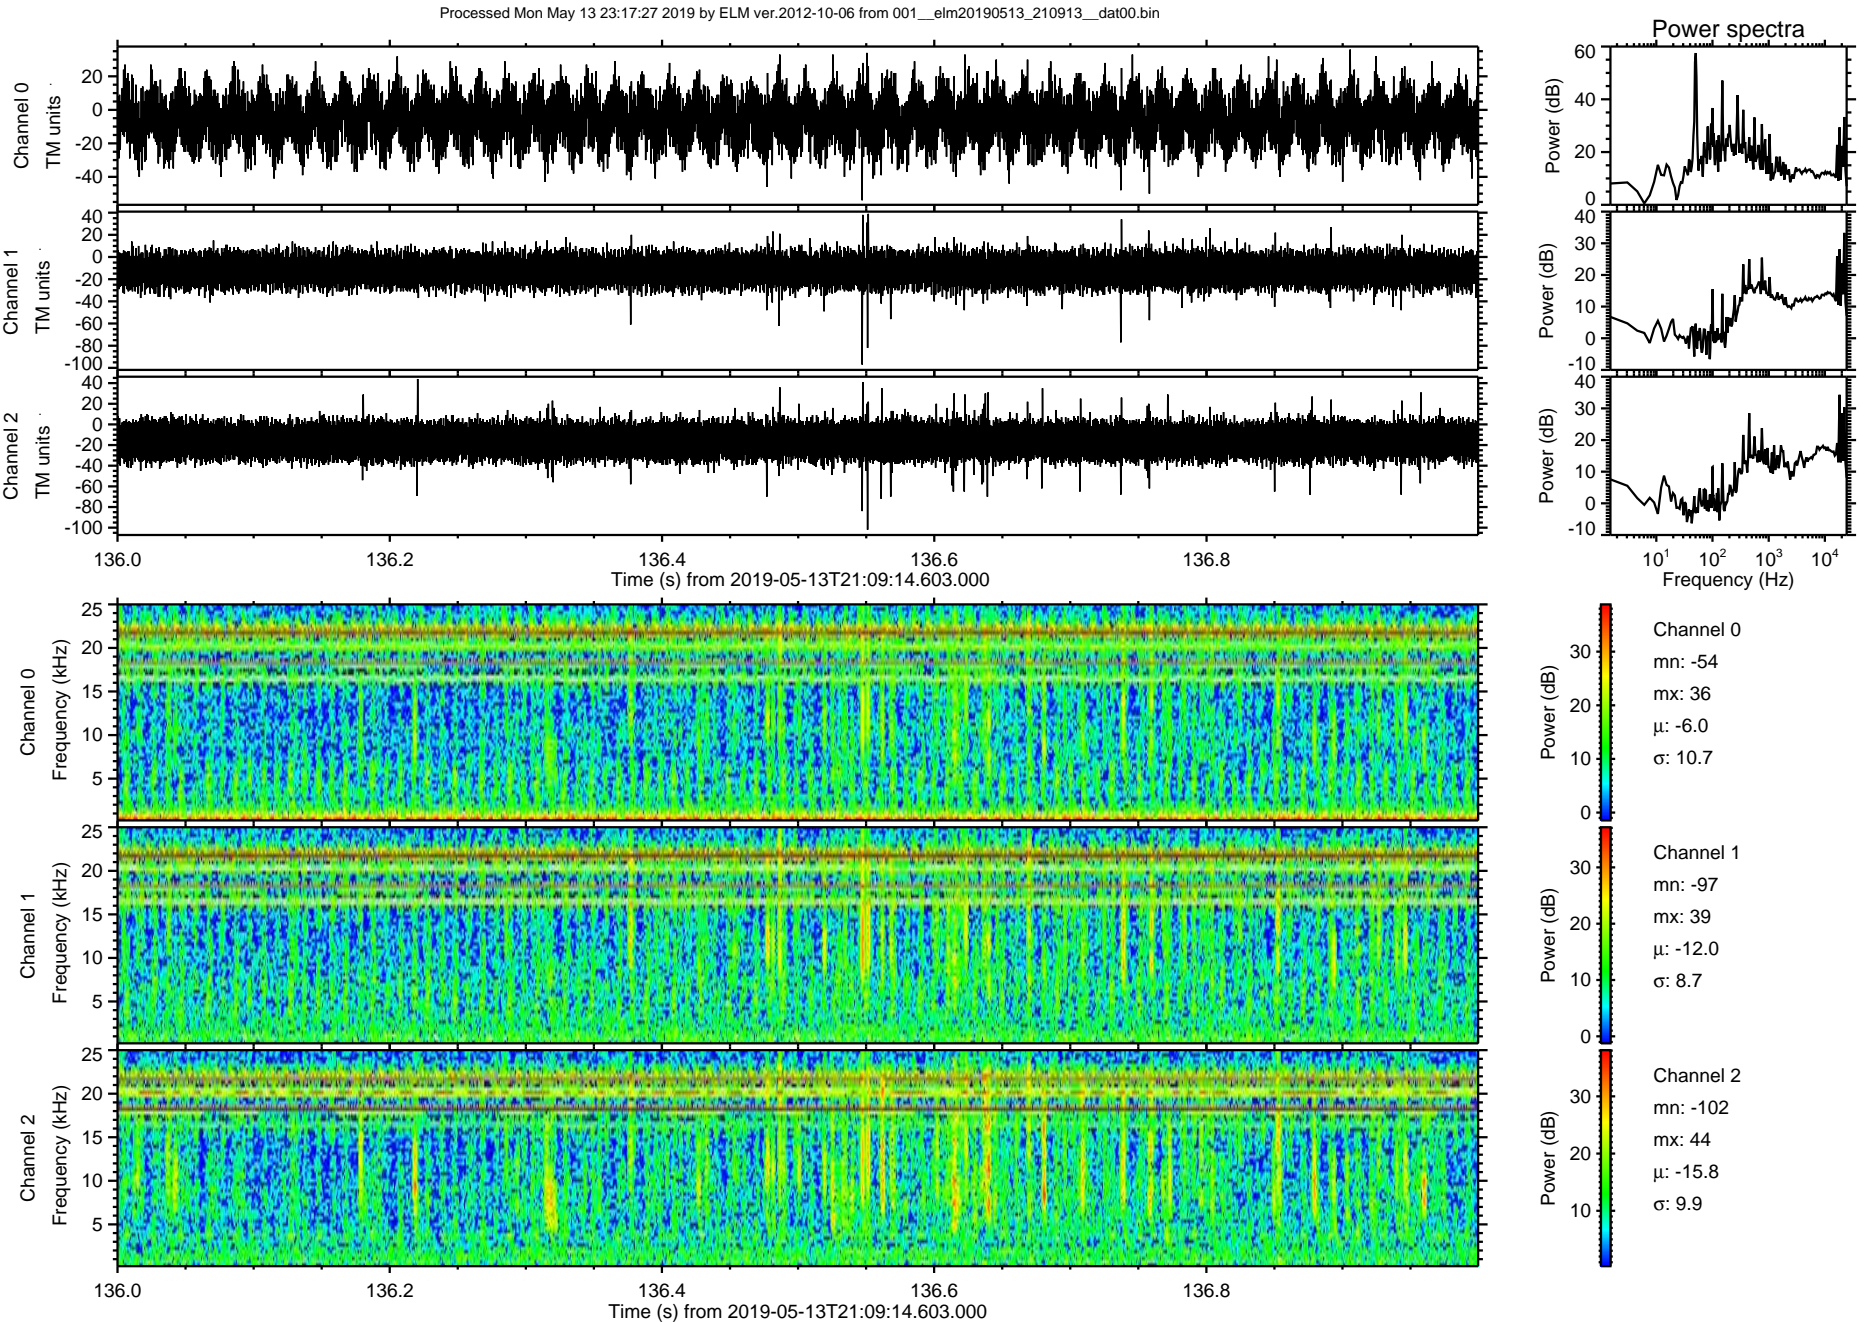 Processed Mon May 13 23:17:27 2019 by ELM ver.2012-10-06 from 001__elm20190513_210913__dat00.bin
Power spectra
Channel 0
TM units
20
0
-20
-40
Power (dB)
60
40
20
0
Channel 1
TM units
40
20
0
-20
-40
-60
-80
-100
Power (dB)
40
30
20
10
0
-10
Channel 2
TM units
40
20
0
-20
-40
-60
-80
-100
Power (dB)
40
30
20
10
0
-10
136.0 136.2 136.4 136.6 136.8
Time (s) from 2019-05-13T21:09:14.603.000
10¹ 10² 10³ 10⁴
Frequency (Hz)
Channel 0
Frequency (kHz)
25
20
15
10
5
Power (dB)
30
20
10
0
Channel 0
mn: -54
mx: 36
μ: -6.0
σ: 10.7
Channel 1
Frequency (kHz)
25
20
15
10
5
Power (dB)
30
20
10
0
Channel 1
mn: -97
mx: 39
μ: -12.0
σ: 8.7
Channel 2
Frequency (kHz)
25
20
15
10
5
Power (dB)
30
20
10
Channel 2
mn: -102
mx: 44
μ: -15.8
σ: 9.9
136.0 136.2 136.4 136.6 136.8
Time (s) from 2019-05-13T21:09:14.603.000